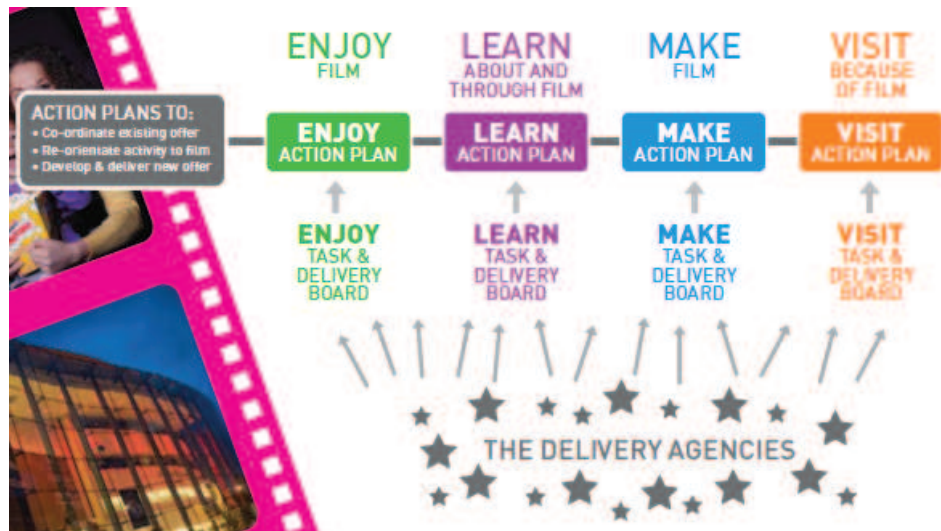 ENJOY
FILM
LEARN
ABOUT AND
THROUGH FILM
MAKE
FILM
VISIT
BECAUSE
OF FILM
ACTION PLANS TO:
• Co-ordinate existing offer
• Re-orientate activity to film
• Develop & deliver new offer
ENJOY
ACTION PLAN
LEARN
ACTION PLAN
MAKE
ACTION PLAN
VISIT
ACTION PLAN
ENJOY
TASK &
DELIVERY
BOARD
LEARN
TASK &
DELIVERY
BOARD
MAKE
TASK &
DELIVERY
BOARD
VISIT
TASK &
DELIVERY
BOARD
THE DELIVERY AGENCIES